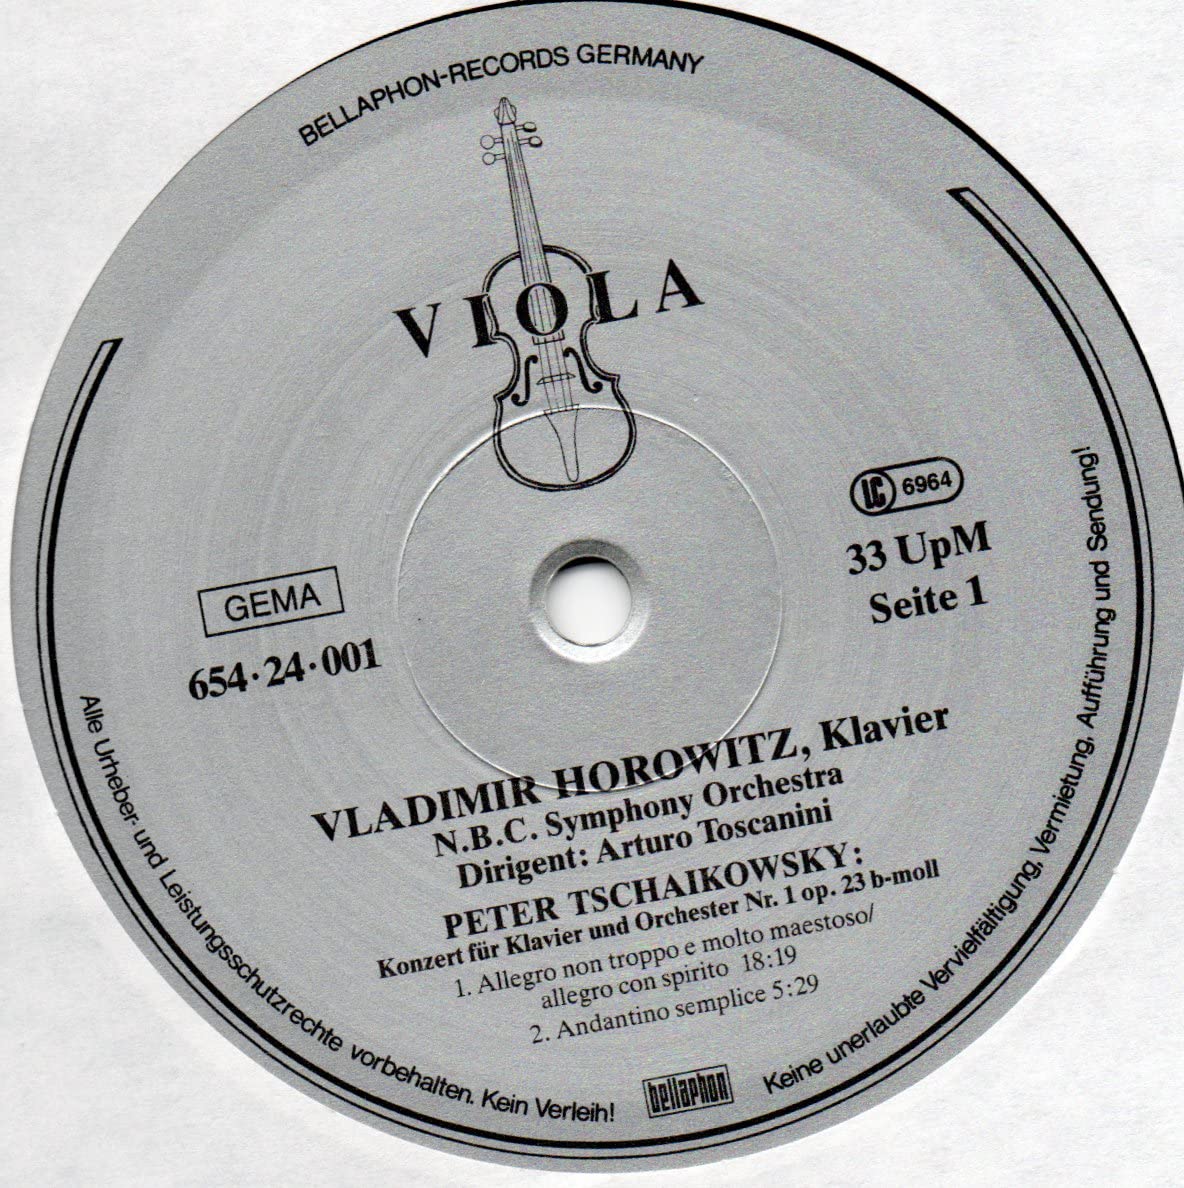 BELLAPHON-RECORDS GERMANY
VIOLA
LC 6964
33 UpM
Seite 1
GEMA
654·24·001
VLADIMIR HOROWITZ, Klavier
N.B.C. Symphony Orchestra
Dirigent: Arturo Toscanini
PETER TSCHAIKOWSKY:
Konzert für Klavier und Orchester Nr. 1 op. 23 b-moll
1. Allegro non troppo e molto maestoso/
allegro con spirito 18:19
2. Andantino semplice 5:29
Alle Urheber- und Leistungsschutzrechte vorbehalten. Kein Verleih!
bellaphon
Keine unerlaubte Vervielfältigung, Vermietung, Aufführung und Sendung!